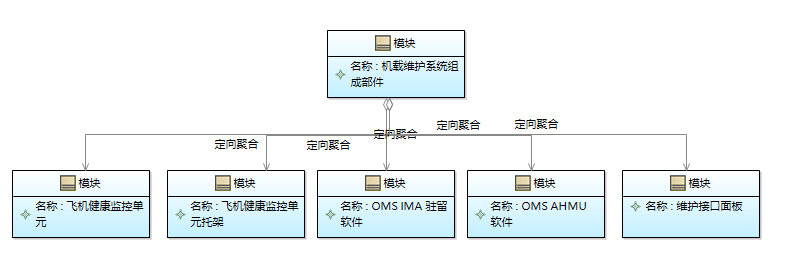 模块
名称 : 机载维护系统组
成部件
定向聚合
定向聚合
定向聚合
定向聚合
定向聚合
模块
名称 : 飞机健康监控单
元
模块
名称 : 飞机健康监控单
元托架
模块
名称 : OMS IMA 驻留
软件
模块
名称 : OMS AHMU
软件
模块
名称 : 维护接口面板